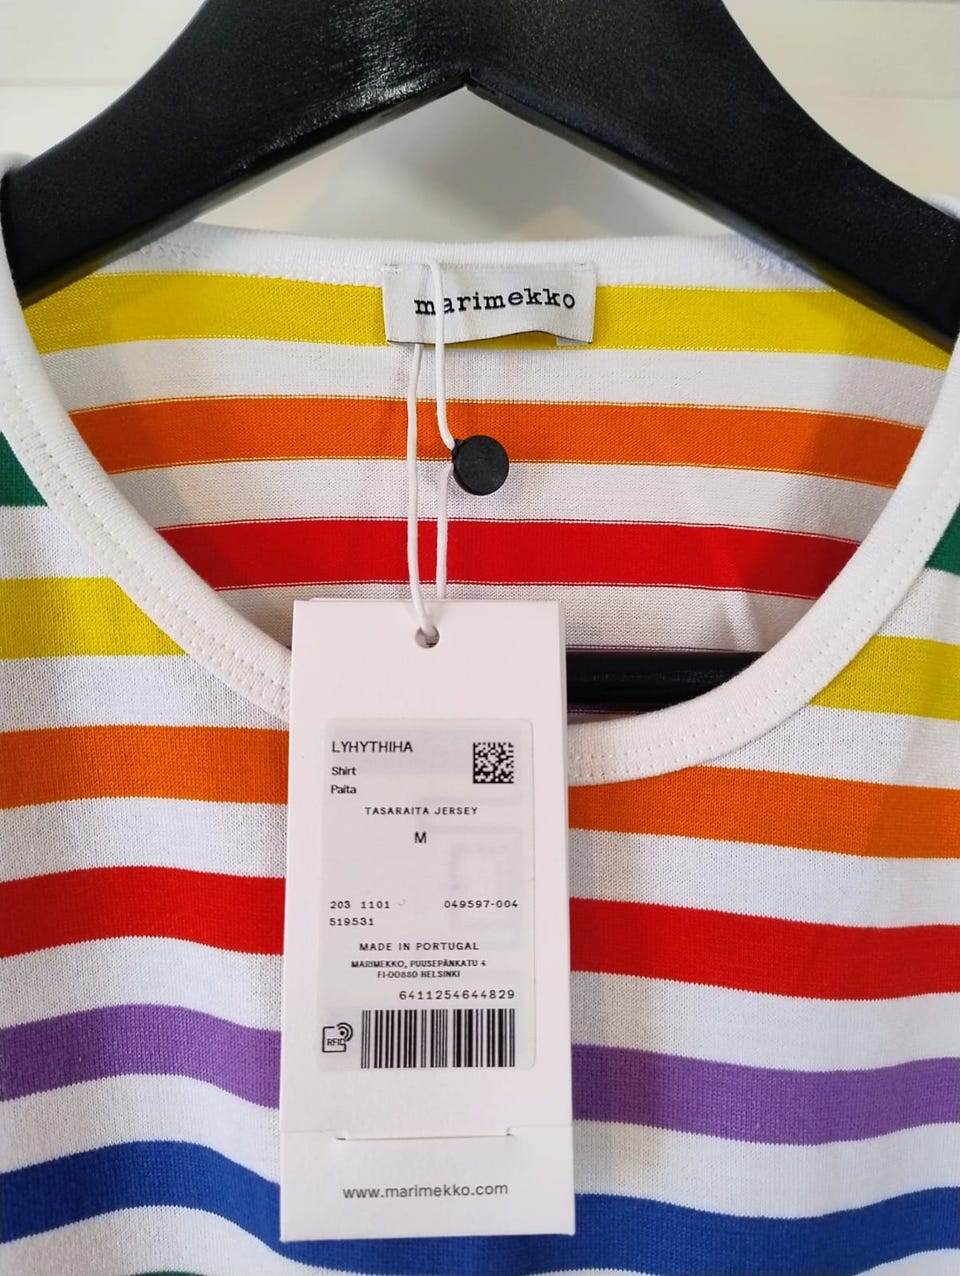 marimekko
LYHYTHIHA
Shirt
Paita
TASARAITA JERSEY
M
203 1101 049597-004
519531
MADE IN PORTUGAL
MARIMEKKO, PUUSEPÄNKATU 4
FI-00880 HELSINKI
6411254644829
RFID
www.marimekko.com